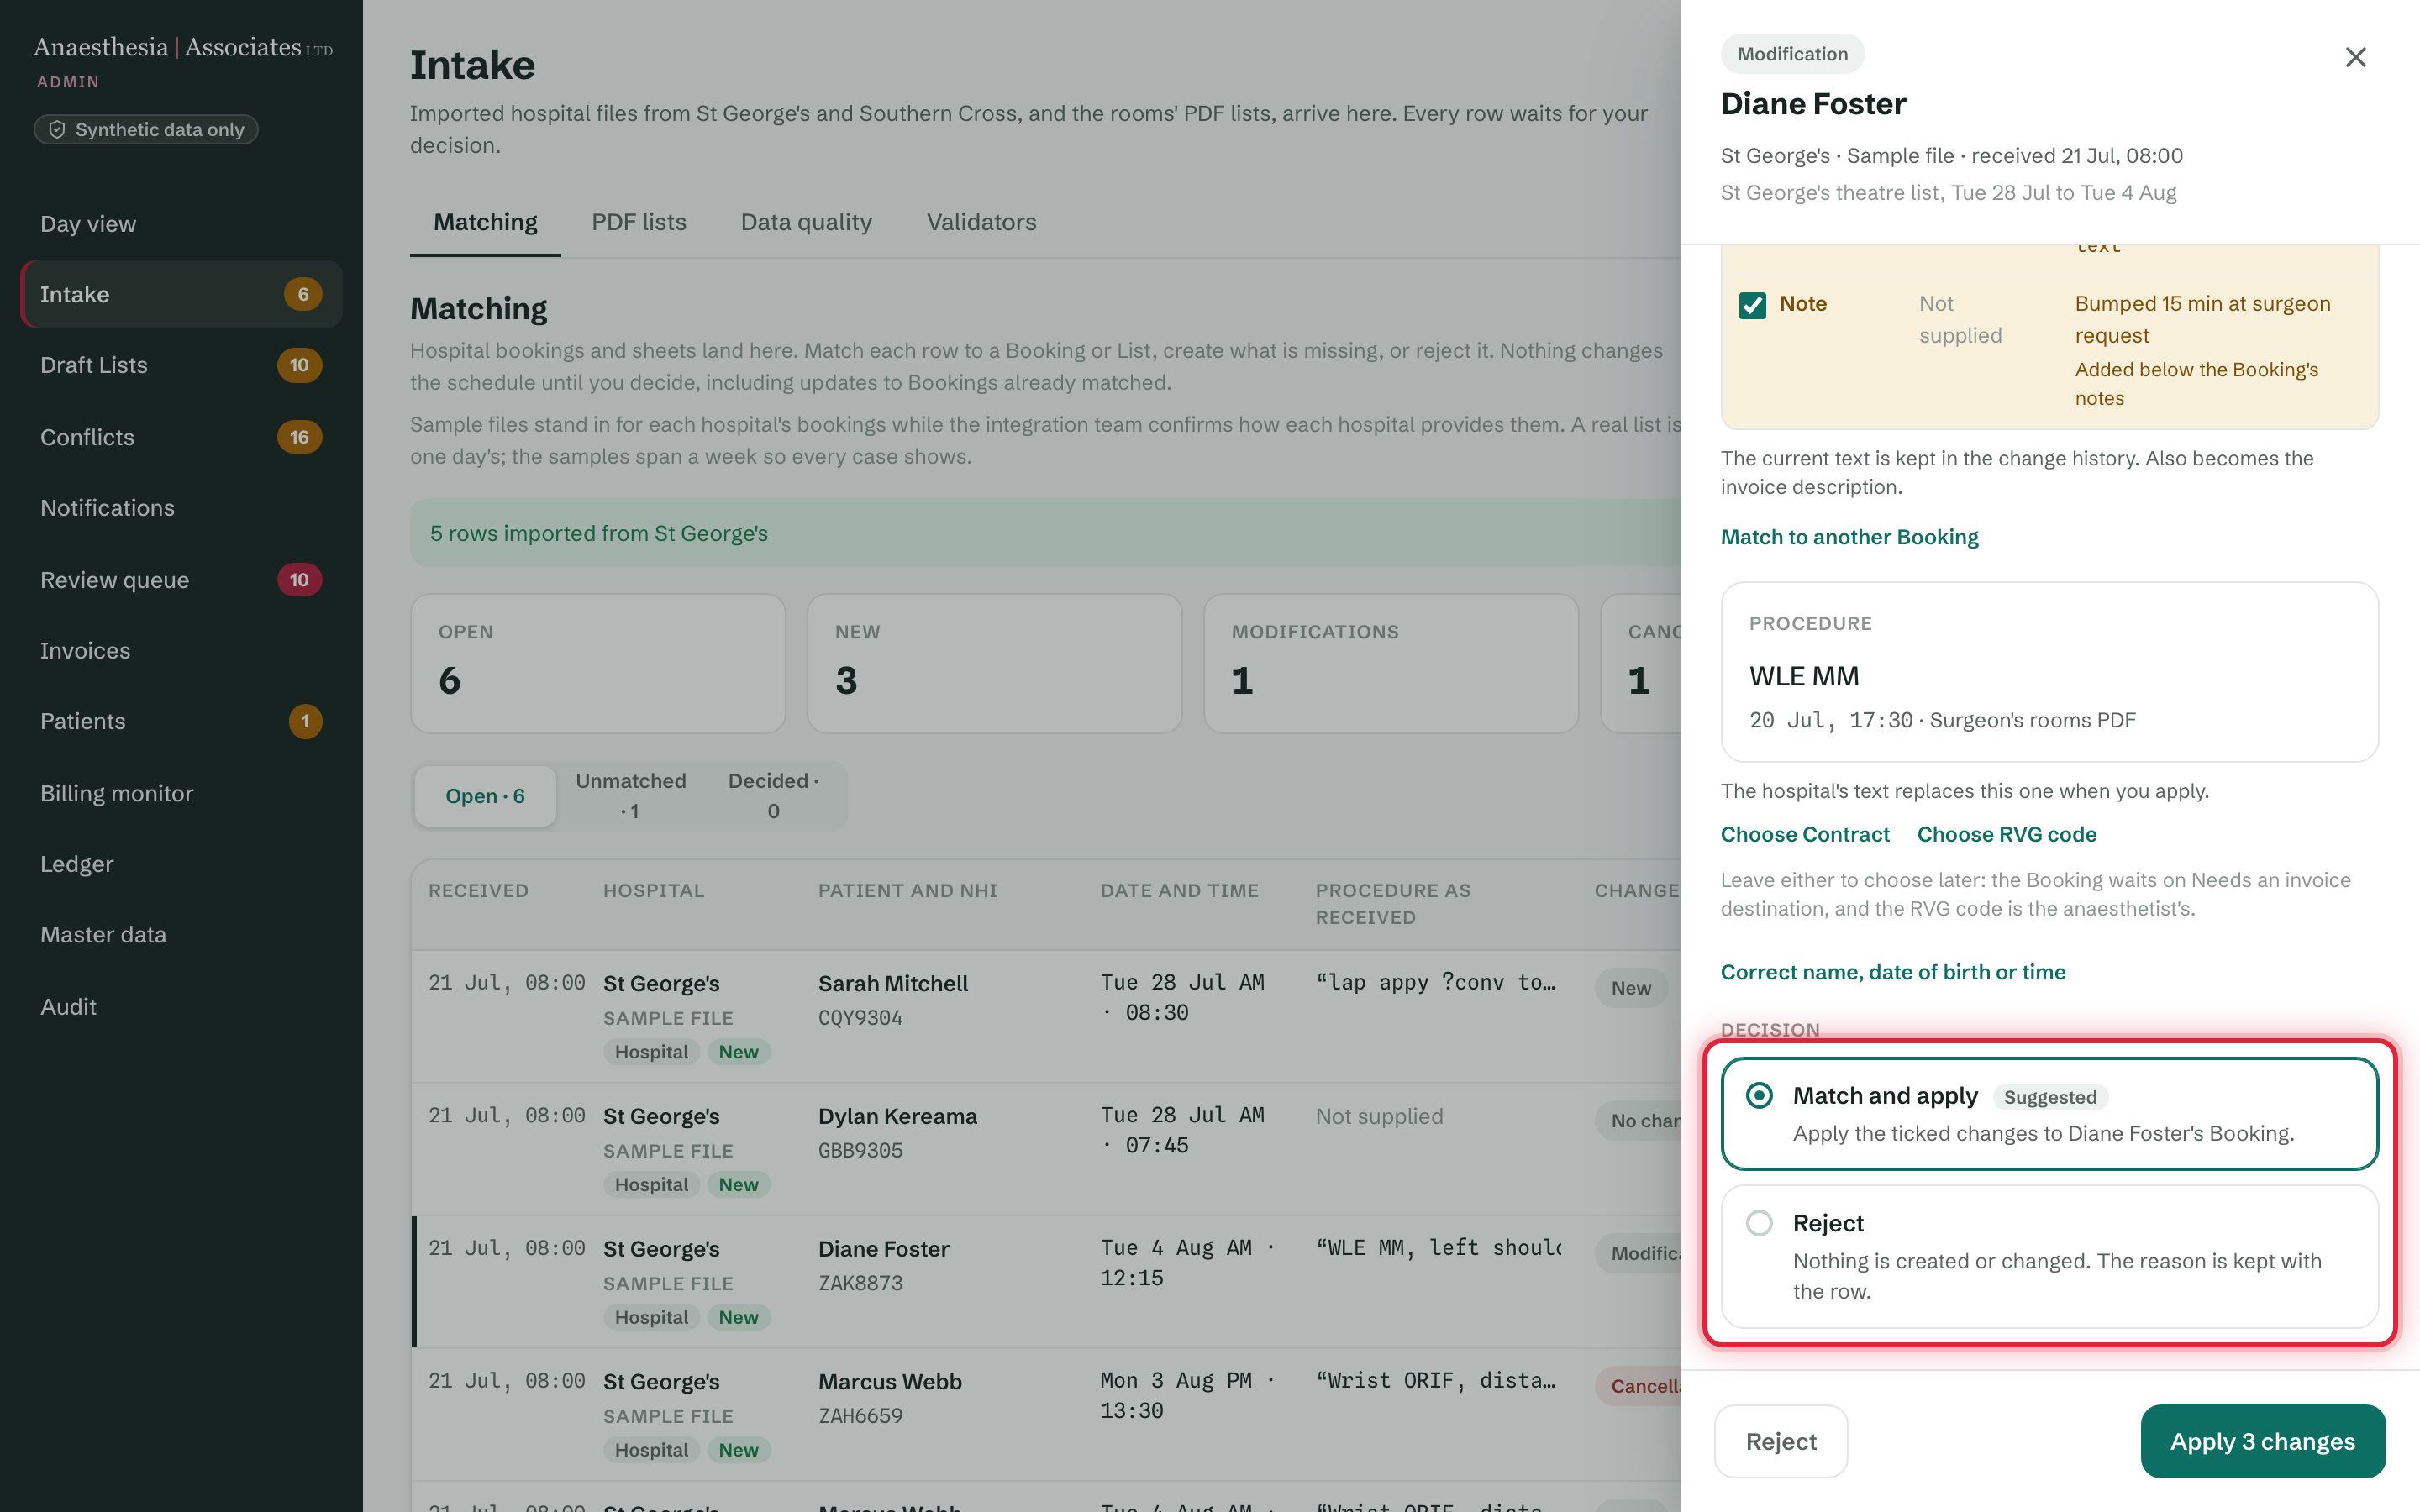 Anaesthesia | Associates LTD
ADMIN
Synthetic data only
Day view
Intake 6
Draft Lists 10
Conflicts 16
Notifications
Review queue 10
Invoices
Patients 1
Billing monitor
Ledger
Master data
Audit
Intake
Imported hospital files from St George's and Southern Cross, and the rooms' PDF lists, arrive here. Every row waits for your
decision.
Matching PDF lists Data quality Validators
Matching
Hospital bookings and sheets land here. Match each row to a Booking or List, create what is missing, or reject it. Nothing changes
the schedule until you decide, including updates to Bookings already matched.
Sample files stand in for each hospital's bookings while the integration team confirms how each hospital provides them. A real list is
one day's; the samples span a week so every case shows.
5 rows imported from St George's
OPEN
6
NEW
3
MODIFICATIONS
1
CANC
1
Open · 6
Unmatched
· 1
Decided ·
0
RECEIVED HOSPITAL PATIENT AND NHI DATE AND TIME PROCEDURE AS CHANGE
RECEIVED
21 Jul, 08:00 St George's Sarah Mitchell Tue 28 Jul AM “lap appy ?conv to… New
SAMPLE FILE CQY9304 · 08:30
Hospital New
21 Jul, 08:00 St George's Dylan Kereama Tue 28 Jul AM Not supplied No chan
SAMPLE FILE GBB9305 · 07:45
Hospital New
21 Jul, 08:00 St George's Diane Foster Tue 4 Aug AM · “WLE MM, left should Modifica
SAMPLE FILE ZAK8873 12:15
Hospital New
21 Jul, 08:00 St George's Marcus Webb Mon 3 Aug PM · “Wrist ORIF, dista… Cancella
SAMPLE FILE ZAH6659 13:30
Hospital New
Modification
Diane Foster
St George's · Sample file · received 21 Jul, 08:00
St George's theatre list, Tue 28 Jul to Tue 4 Aug
text
Note Not Bumped 15 min at surgeon
supplied request
Added below the Booking's
notes
The current text is kept in the change history. Also becomes the
invoice description.
Match to another Booking
PROCEDURE
WLE MM
20 Jul, 17:30 · Surgeon's rooms PDF
The hospital's text replaces this one when you apply.
Choose Contract Choose RVG code
Leave either to choose later: the Booking waits on Needs an invoice
destination, and the RVG code is the anaesthetist's.
Correct name, date of birth or time
DECISION
Match and apply Suggested
Apply the ticked changes to Diane Foster's Booking.
Reject
Nothing is created or changed. The reason is kept with
the row.
Reject Apply 3 changes